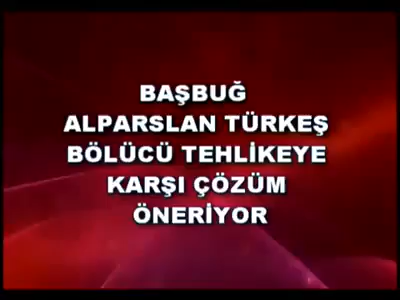 BAŞBUĞ
ALPARSLAN TÜRKEŞ
BÖLÜCÜ TEHLİKEYE
KARŞI ÇÖZÜM
ÖNERİYOR